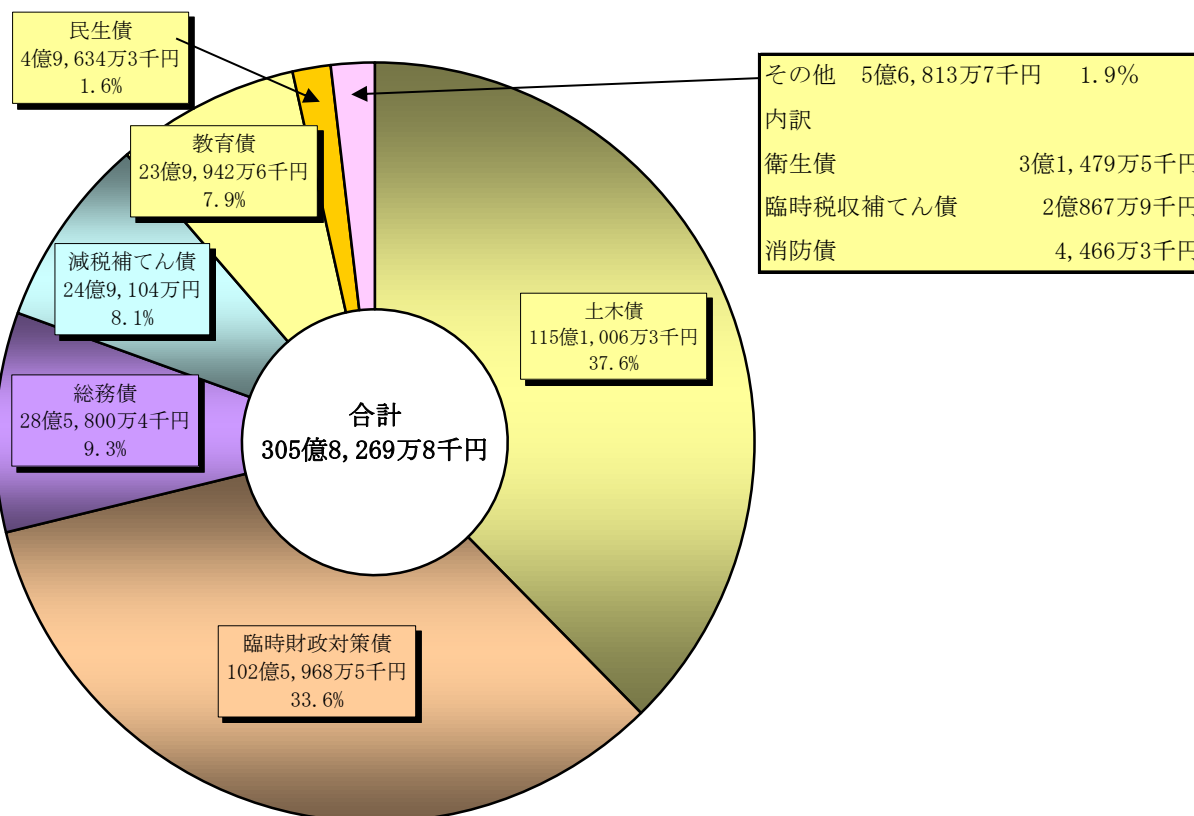 民生債
4億9,634万3千円
1.6%
その他 5億6,813万7千円 1.9%
内訳
衛生債 3億1,479万5千円
臨時税収補てん債 2億867万9千円
消防債 4,466万3千円
教育債
23億9,942万6千円
7.9%
減税補てん債
24億9,104万円
8.1%
土木債
115億1,006万3千円
37.6%
総務債
28億5,800万4千円
9.3%
合計
305億8,269万8千円
臨時財政対策債
102億5,968万5千円
33.6%